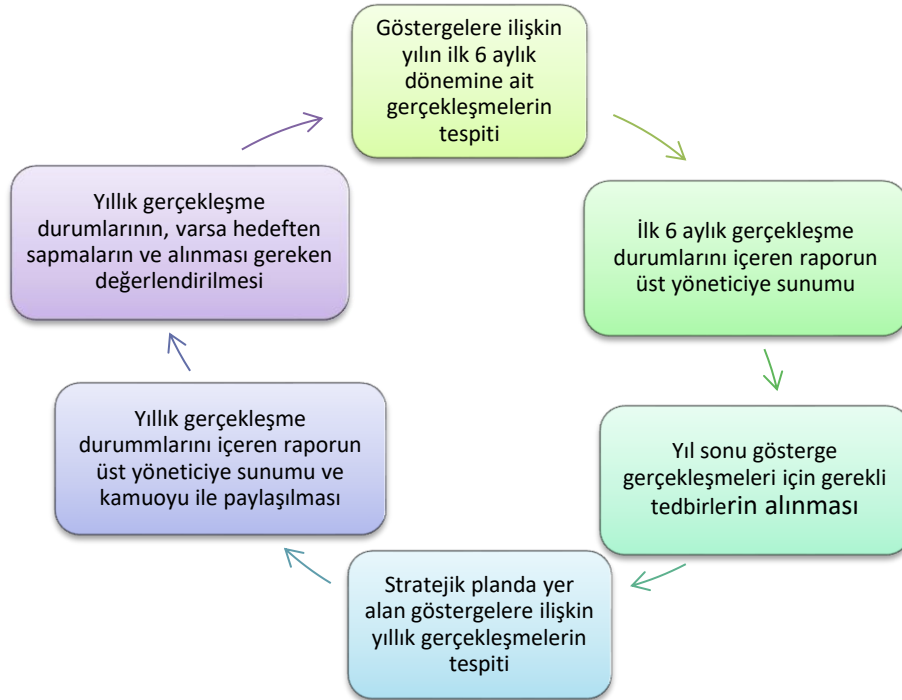 Göstergelere ilişkin
yılın ilk 6 aylık
dönemine ait
gerçekleşmelerin
tespiti
İlk 6 aylık gerçekleşme
durumlarını içeren raporun
üst yöneticiye sunumu
Yıl sonu gösterge
gerçekleşmeleri için gerekli
tedbirlerin alınması
Stratejik planda yer
alan göstergelere ilişkin
yıllık gerçekleşmelerin
tespiti
Yıllık gerçekleşme
durummlarını içeren raporun
üst yöneticiye sunumu ve
kamuoyu ile paylaşılması
Yıllık gerçekleşme
durumlarının, varsa hedeften
sapmaların ve alınması gereken
değerlendirilmesi